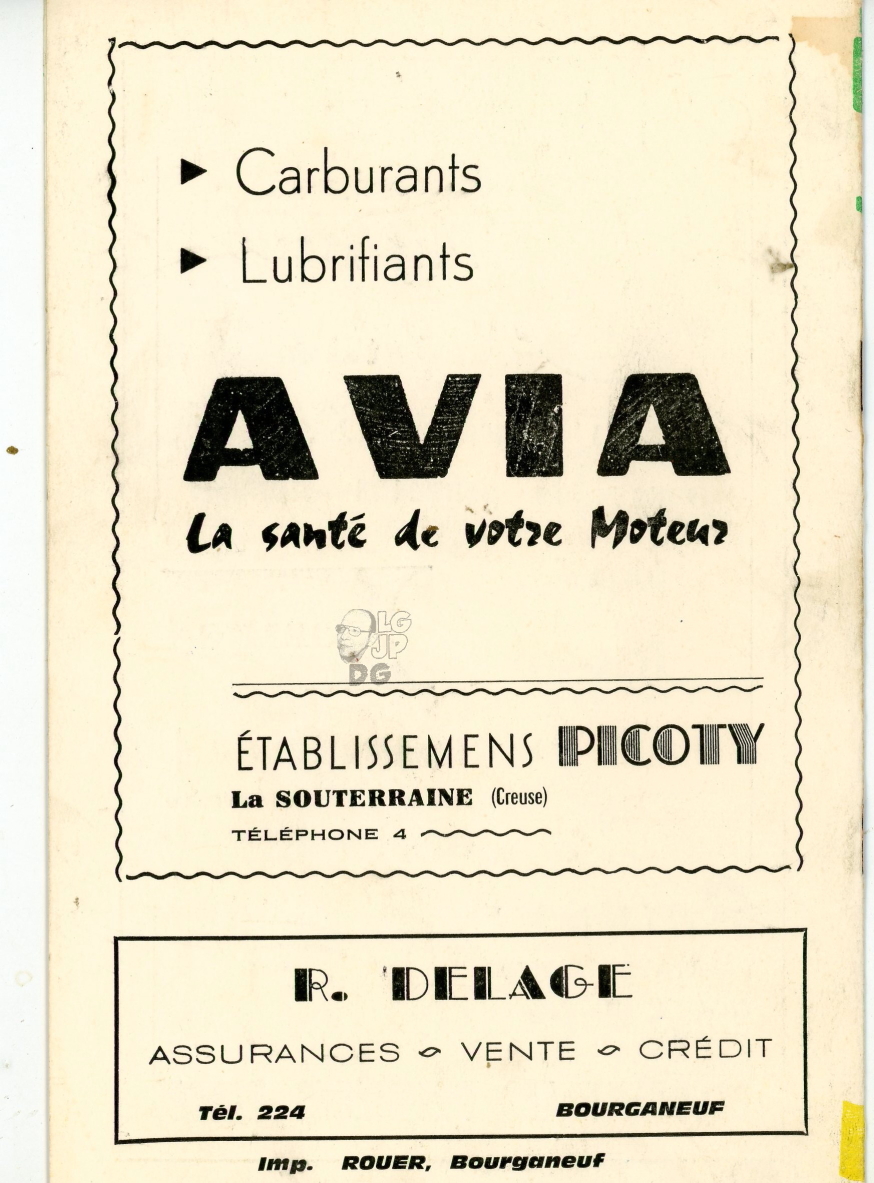 Carburants
Lubrifiants
AVIA
La santé de votre Moteur
LG
JP
DG
ÉTABLISSEMENS PICOTY
La SOUTERRAINE (Creuse)
TÉLÉPHONE 4
R. DELAGE
ASSURANCES VENTE CRÉDIT
Tél. 224 BOURGANEUF
Imp. ROUER, Bourganeuf